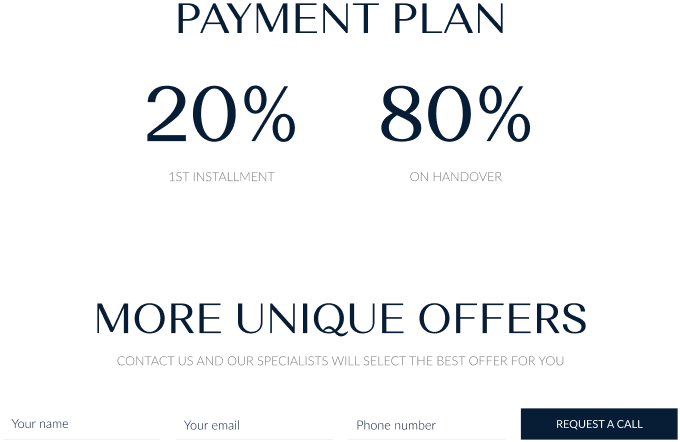 PAYMENT PLAN
20% 80%
1ST INSTALLMENT ON HANDOVER
MORE UNIQUE OFFERS
CONTACT US AND OUR SPECIALISTS WILL SELECT THE BEST OFFER FOR YOU
Your name Your email Phone number REQUEST A CALL